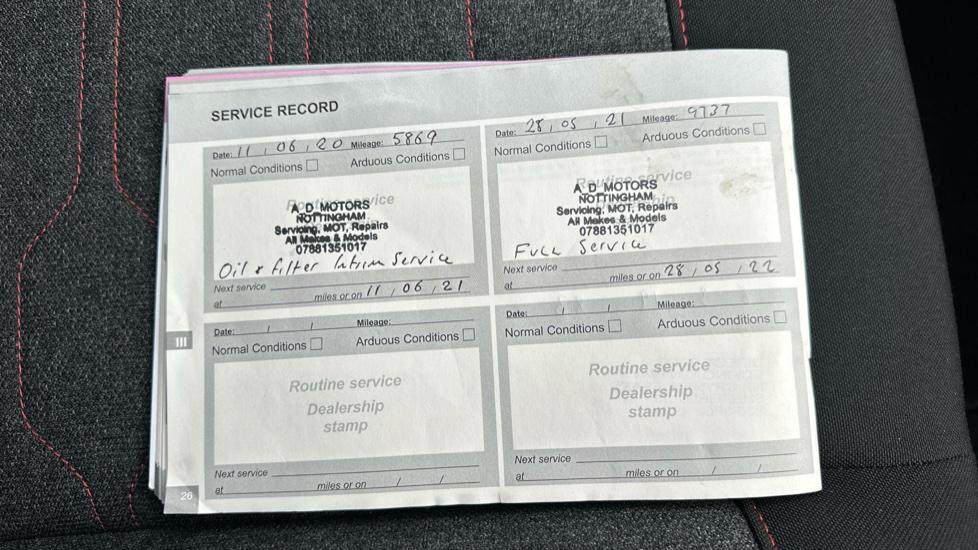 SERVICE RECORD
Date: 11 / 06 / 20 Mileage: 5869
Normal Conditions Arduous Conditions
A D MOTORS
NOTTINGHAM
Servicing, MOT, Repairs
All Makes & Models
07881351017
Oil & Filter Intrim Service
Next service
at miles or on 11 / 06 / 21
Date: 28 / 05 / 21 Mileage: 9737
Normal Conditions Arduous Conditions
Routine service
A D MOTORS
NOTTINGHAM
Servicing, MOT, Repairs
All Makes & Models
07881351017
Full Service
Next service
at miles or on 28 / 05 / 22
III
Date: / / Mileage:
Normal Conditions Arduous Conditions
Routine service
Dealership
stamp
Next service
at miles or on / /
Date: / / Mileage:
Normal Conditions Arduous Conditions
Routine service
Dealership
stamp
Next service
at miles or on / /
26